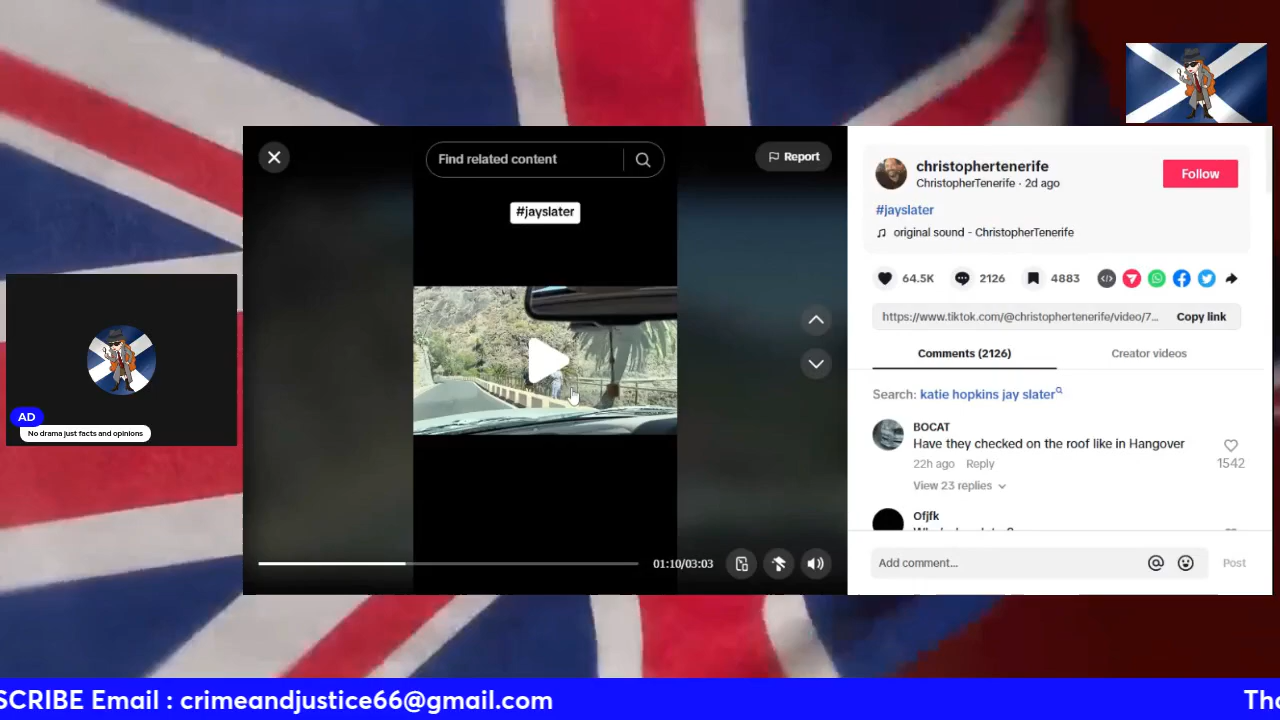 Find related content
Report
#jayslater
christophertenerife
ChristopherTenerife · 2d ago
Follow
#jayslater
original sound - ChristopherTenerife
64.5K
2126
4883
https://www.tiktok.com/@christophertenerife/video/7...
Copy link
Comments (2126)
Creator videos
Search: katie hopkins jay slater
BOCAT
Have they checked on the roof like in Hangover
1542
22h ago
Reply
View 23 replies
Ofjfk
01:10/03:03
Add comment...
Post
AD
No drama just facts and opinions
SCRIBE Email : crimeandjustice66@gmail.com
Tha